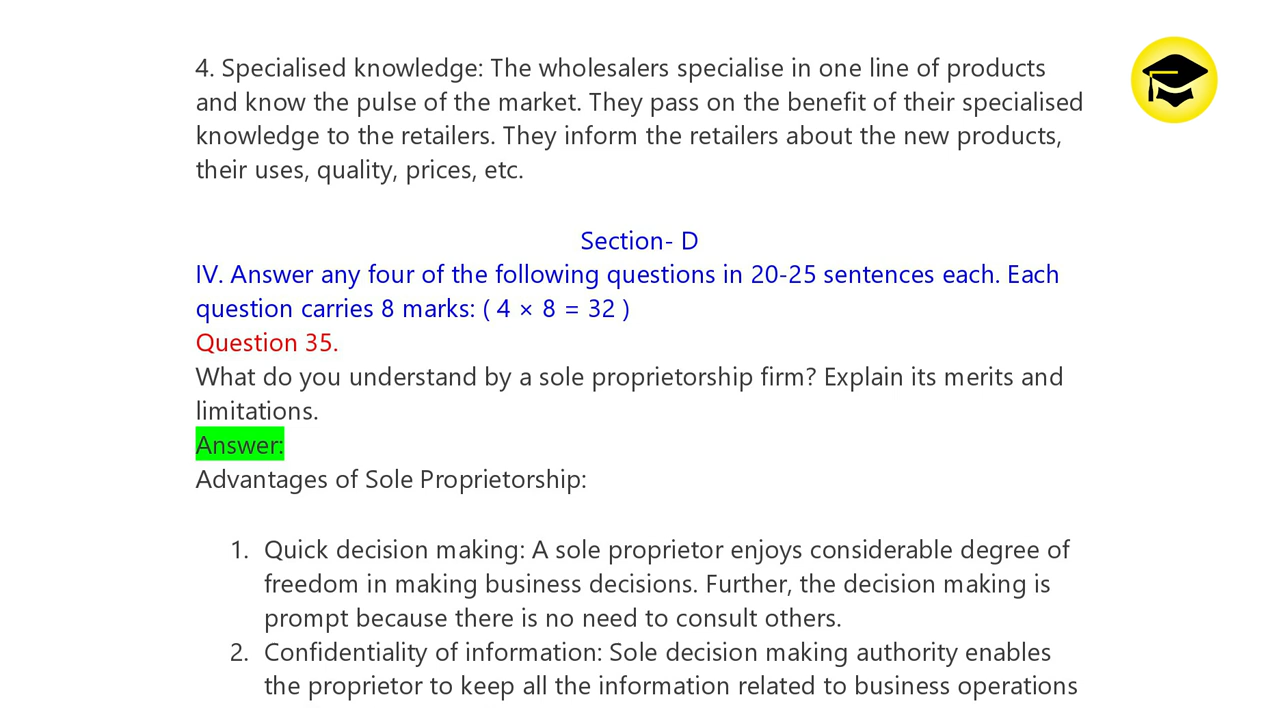 4. Specialised knowledge: The wholesalers specialise in one line of products
and know the pulse of the market. They pass on the benefit of their specialised
knowledge to the retailers. They inform the retailers about the new products,
their uses, quality, prices, etc.
Section- D
IV. Answer any four of the following questions in 20-25 sentences each. Each
question carries 8 marks: ( 4 × 8 = 32 )
Question 35.
What do you understand by a sole proprietorship firm? Explain its merits and
limitations.
Answer:
Advantages of Sole Proprietorship:
1. Quick decision making: A sole proprietor enjoys considerable degree of
freedom in making business decisions. Further, the decision making is
prompt because there is no need to consult others.
2. Confidentiality of information: Sole decision making authority enables
the proprietor to keep all the information related to business operations